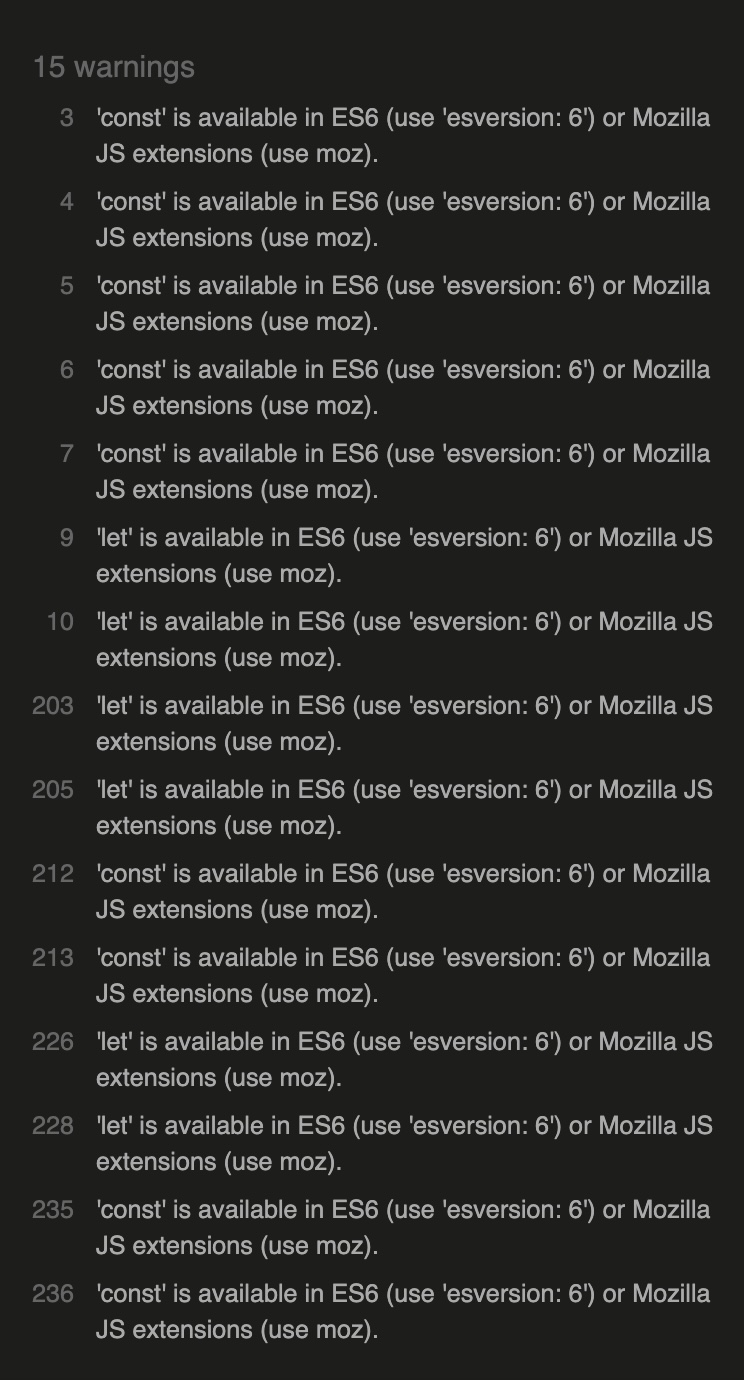 15 warnings
3 'const' is available in ES6 (use 'esversion: 6') or Mozilla
JS extensions (use moz).
4 'const' is available in ES6 (use 'esversion: 6') or Mozilla
JS extensions (use moz).
5 'const' is available in ES6 (use 'esversion: 6') or Mozilla
JS extensions (use moz).
6 'const' is available in ES6 (use 'esversion: 6') or Mozilla
JS extensions (use moz).
7 'const' is available in ES6 (use 'esversion: 6') or Mozilla
JS extensions (use moz).
9 'let' is available in ES6 (use 'esversion: 6') or Mozilla JS
extensions (use moz).
10 'let' is available in ES6 (use 'esversion: 6') or Mozilla JS
extensions (use moz).
203 'let' is available in ES6 (use 'esversion: 6') or Mozilla JS
extensions (use moz).
205 'let' is available in ES6 (use 'esversion: 6') or Mozilla JS
extensions (use moz).
212 'const' is available in ES6 (use 'esversion: 6') or Mozilla
JS extensions (use moz).
213 'const' is available in ES6 (use 'esversion: 6') or Mozilla
JS extensions (use moz).
226 'let' is available in ES6 (use 'esversion: 6') or Mozilla JS
extensions (use moz).
228 'let' is available in ES6 (use 'esversion: 6') or Mozilla JS
extensions (use moz).
235 'const' is available in ES6 (use 'esversion: 6') or Mozilla
JS extensions (use moz).
236 'const' is available in ES6 (use 'esversion: 6') or Mozilla
JS extensions (use moz).